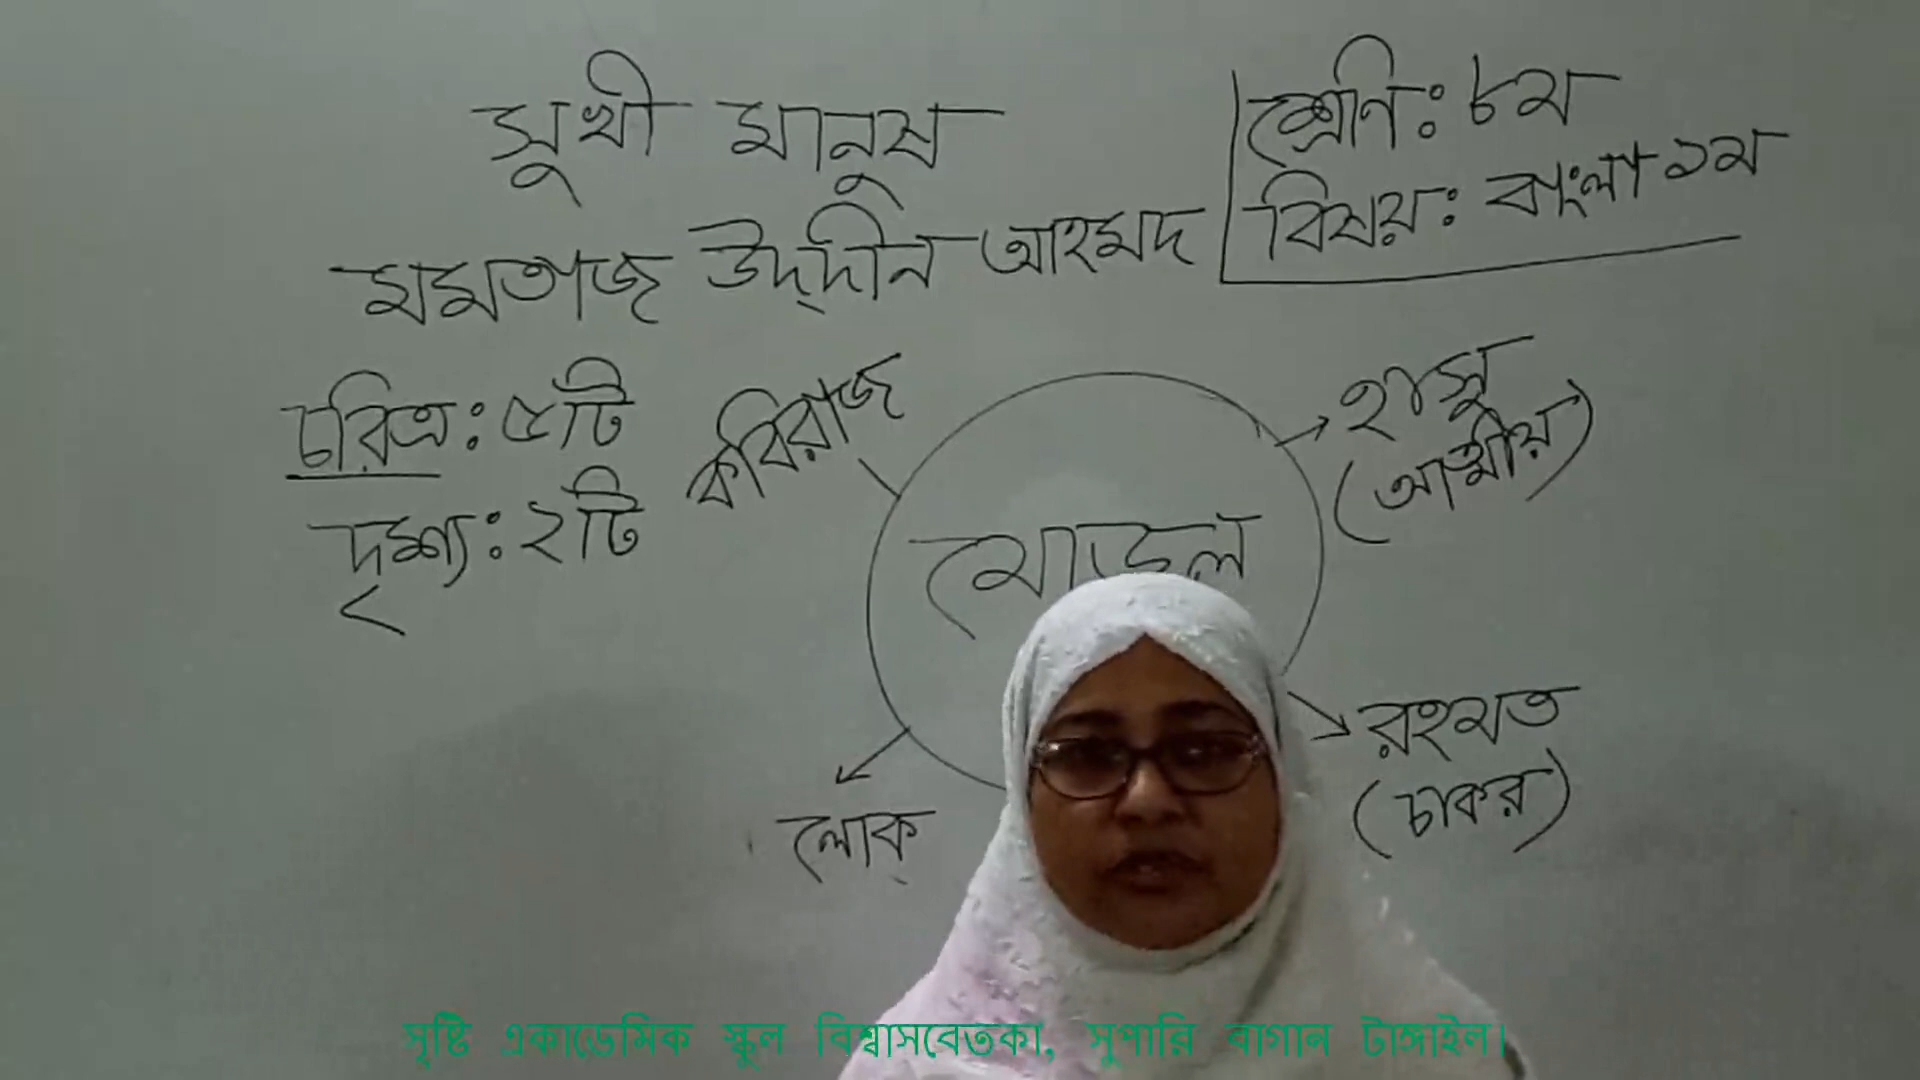 সুখী মানুষ
মমতাজ উদ্‌দীন আহমদ
শ্রেণি: ৮ম
বিষয়: বাংলা ১ম
চরিত্র: ৫টি
দৃশ্য: ২টি
কবিরাজ
হাসু
(আত্মীয়)
মোড়ল
রহমত
(চাকর)
লোক
সৃষ্টি একাডেমিক স্কুল বিশ্বাসবেতকা, সুপারি বাগান টাঙ্গাইল।